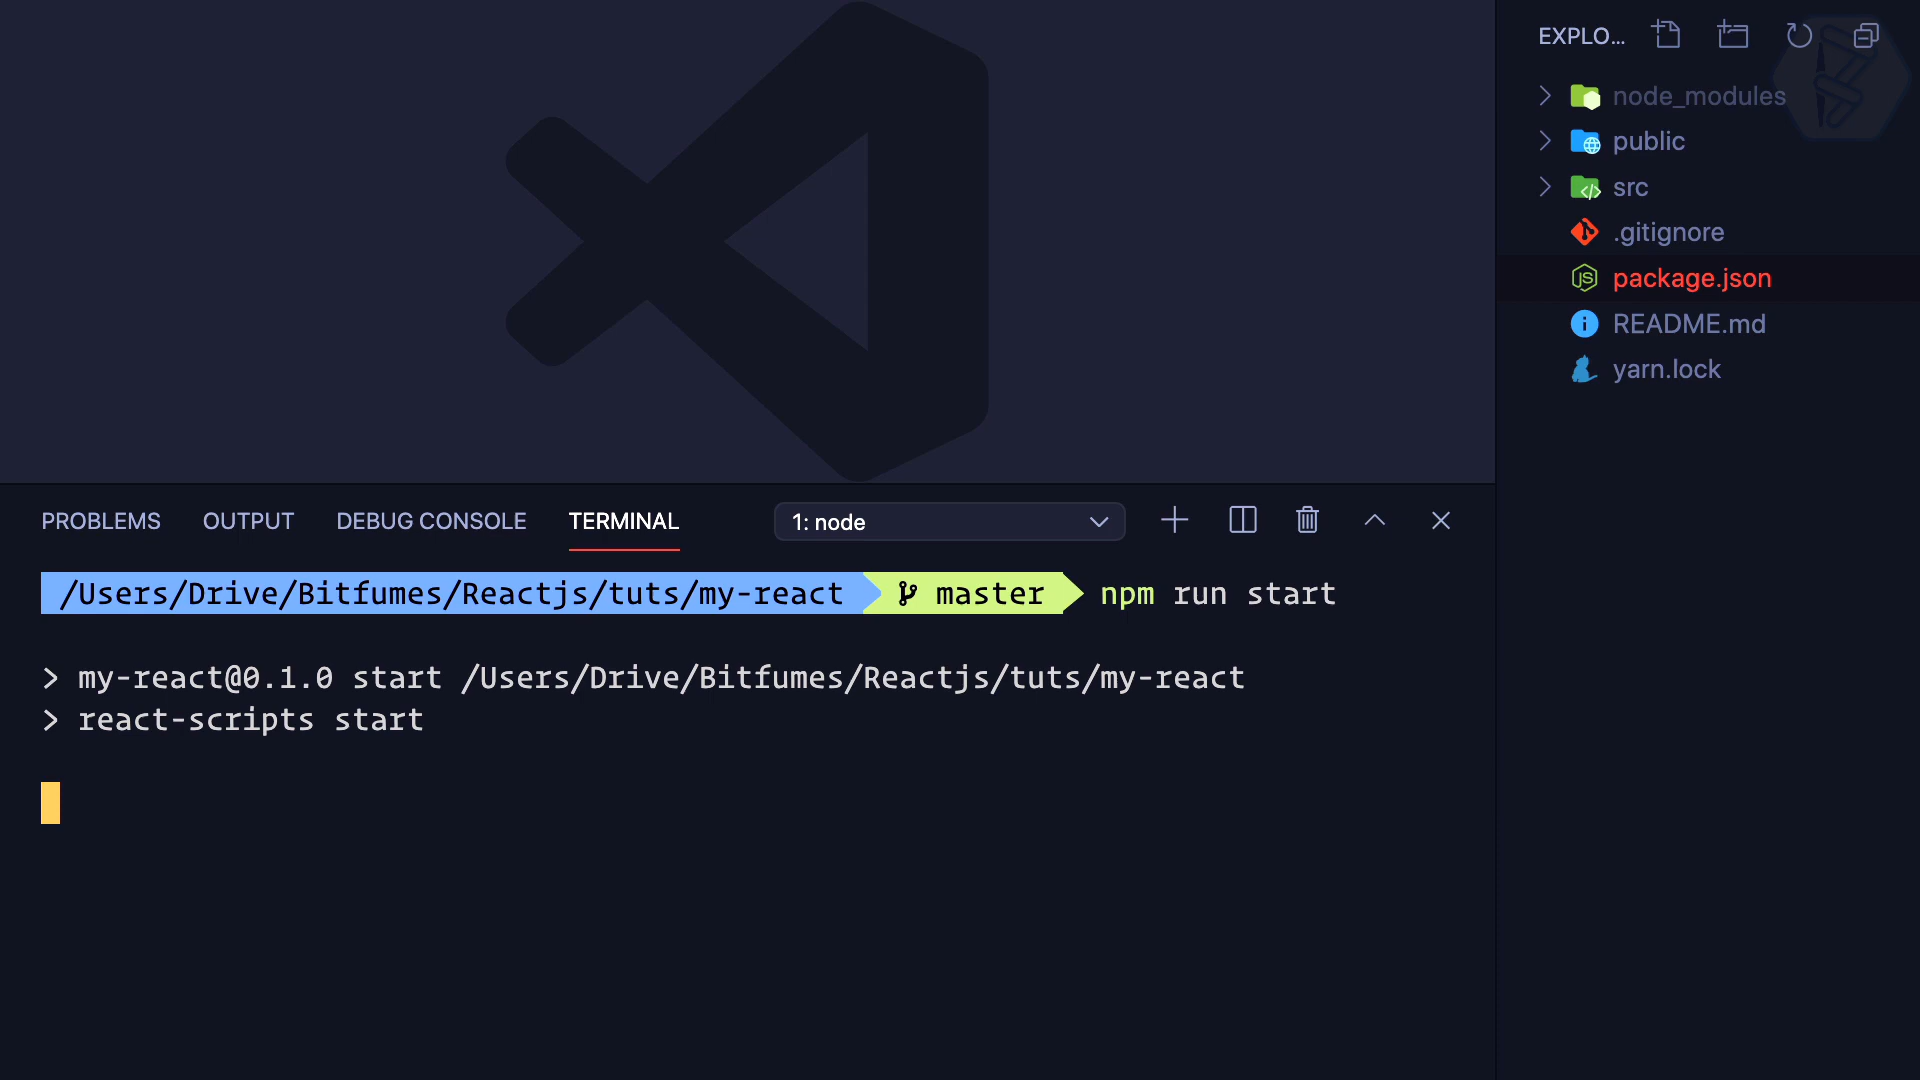 EXPLO...
node_modules
public
src
.gitignore
package.json
README.md
yarn.lock
PROBLEMS OUTPUT DEBUG CONSOLE TERMINAL 1: node
/Users/Drive/Bitfumes/Reactjs/tuts/my-react master npm run start
> my-react@0.1.0 start /Users/Drive/Bitfumes/Reactjs/tuts/my-react
> react-scripts start